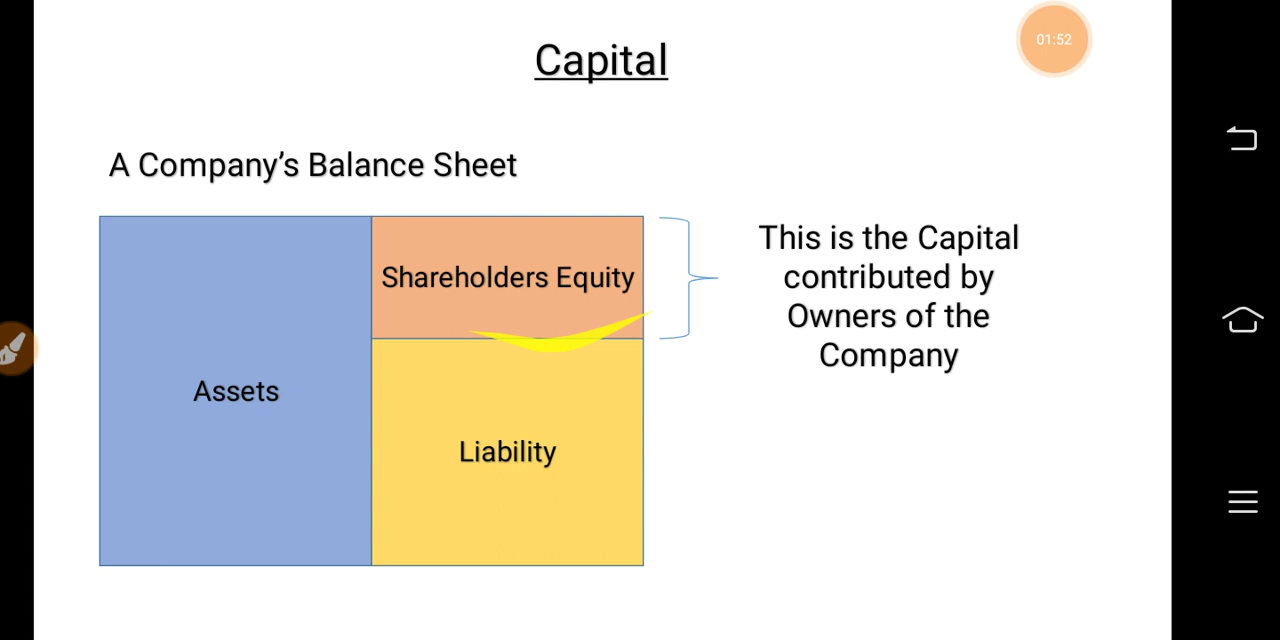 Capital
01:52
A Company’s Balance Sheet
Shareholders Equity
Assets
Liability
This is the Capital
contributed by
Owners of the
Company